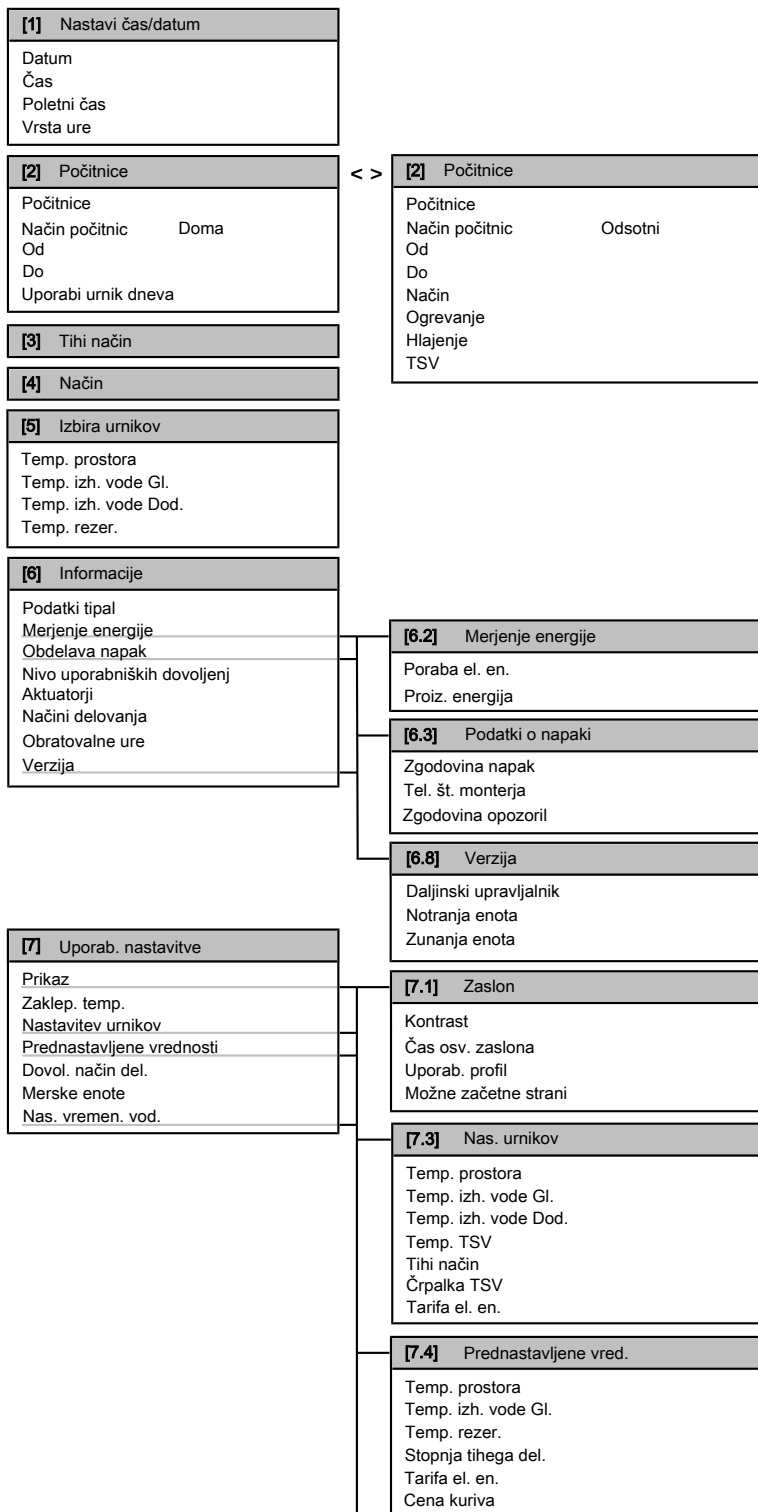 [1] Nastavi čas/datum
Datum
Čas
Poletni čas
Vrsta ure
[2] Počitnice
Počitnice
Način počitnic Doma
Od
Do
Uporabi urnik dneva
< >
[2] Počitnice
Počitnice
Način počitnic Odsotni
Od
Do
Način
Ogrevanje
Hlajenje
TSV
[3] Tihi način
[4] Način
[5] Izbira urnikov
Temp. prostora
Temp. izh. vode Gl.
Temp. izh. vode Dod.
Temp. rezer.
[6] Informacije
Podatki tipal
Merjenje energije
Obdelava napak
Nivo uporabniških dovoljenj
Aktuatorji
Načini delovanja
Obratovalne ure
Verzija
[6.2] Merjenje energije
Poraba el. en.
Proiz. energija
[6.3] Podatki o napaki
Zgodovina napak
Tel. št. monterja
Zgodovina opozoril
[6.8] Verzija
Daljinski upravljalnik
Notranja enota
Zunanja enota
[7] Uporab. nastavitve
Prikaz
Zaklep. temp.
Nastavitev urnikov
Prednastavljene vrednosti
Dovol. način del.
Merske enote
Nas. vremen. vod.
[7.1] Zaslon
Kontrast
Čas osv. zaslona
Uporab. profil
Možne začetne strani
[7.3] Nas. urnikov
Temp. prostora
Temp. izh. vode Gl.
Temp. izh. vode Dod.
Temp. TSV
Tihi način
Črpalka TSV
Tarifa el. en.
[7.4] Prednastavljene vred.
Temp. prostora
Temp. izh. vode Gl.
Temp. rezer.
Stopnja tihega del.
Tarifa el. en.
Cena kuriva